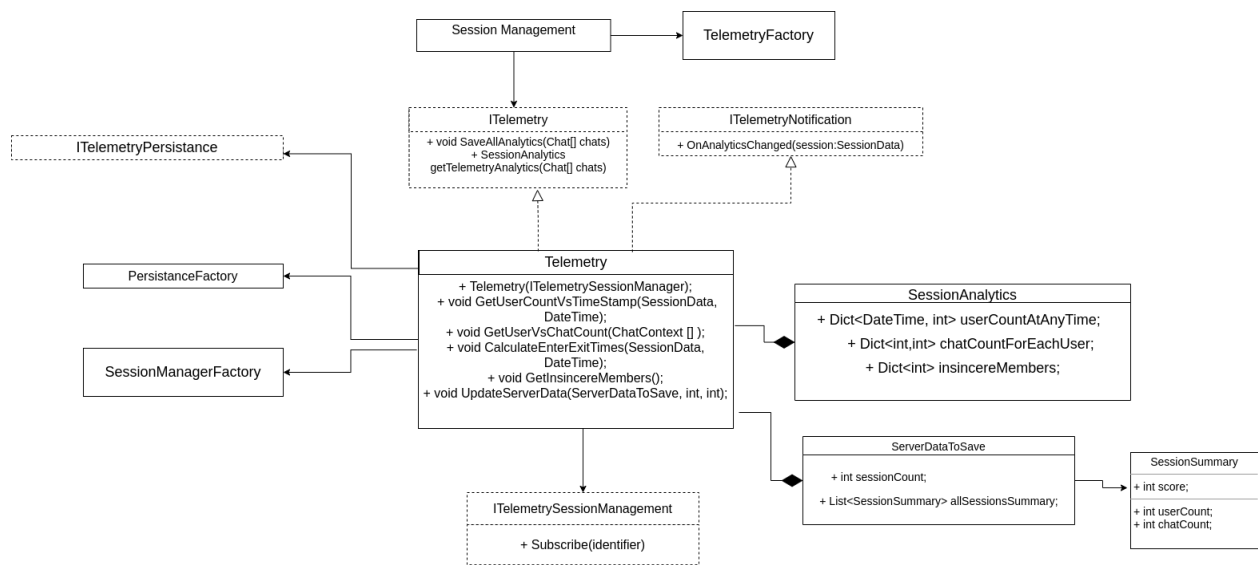 Session Management
TelemetryFactory
ITelemetry
+ void SaveAllAnalytics(Chat[] chats)
+ SessionAnalytics
getTelemetryAnalytics(Chat[] chats)
ITelemetryNotification
+ OnAnalyticsChanged(session:SessionData)
ITelemetryPersistance
PersistanceFactory
SessionManagerFactory
Telemetry
+ Telemetry(ITelemetrySessionManager);
+ void GetUserCountVsTimeStamp(SessionData,
DateTime);
+ void GetUserVsChatCount(ChatContext [] );
+ void CalculateEnterExitTimes(SessionData,
DateTime);
+ void GetInsincereMembers();
+ void UpdateServerData(ServerDataToSave, int, int);
SessionAnalytics
+ Dict<DateTime, int> userCountAtAnyTime;
+ Dict<int,int> chatCountForEachUser;
+ Dict<int> insincereMembers;
ServerDataToSave
+ int sessionCount;
+ List<SessionSummary> allSessionsSummary;
SessionSummary
+ int score;
+ int userCount;
+ int chatCount;
ITelemetrySessionManagement
+ Subscribe(identifier)